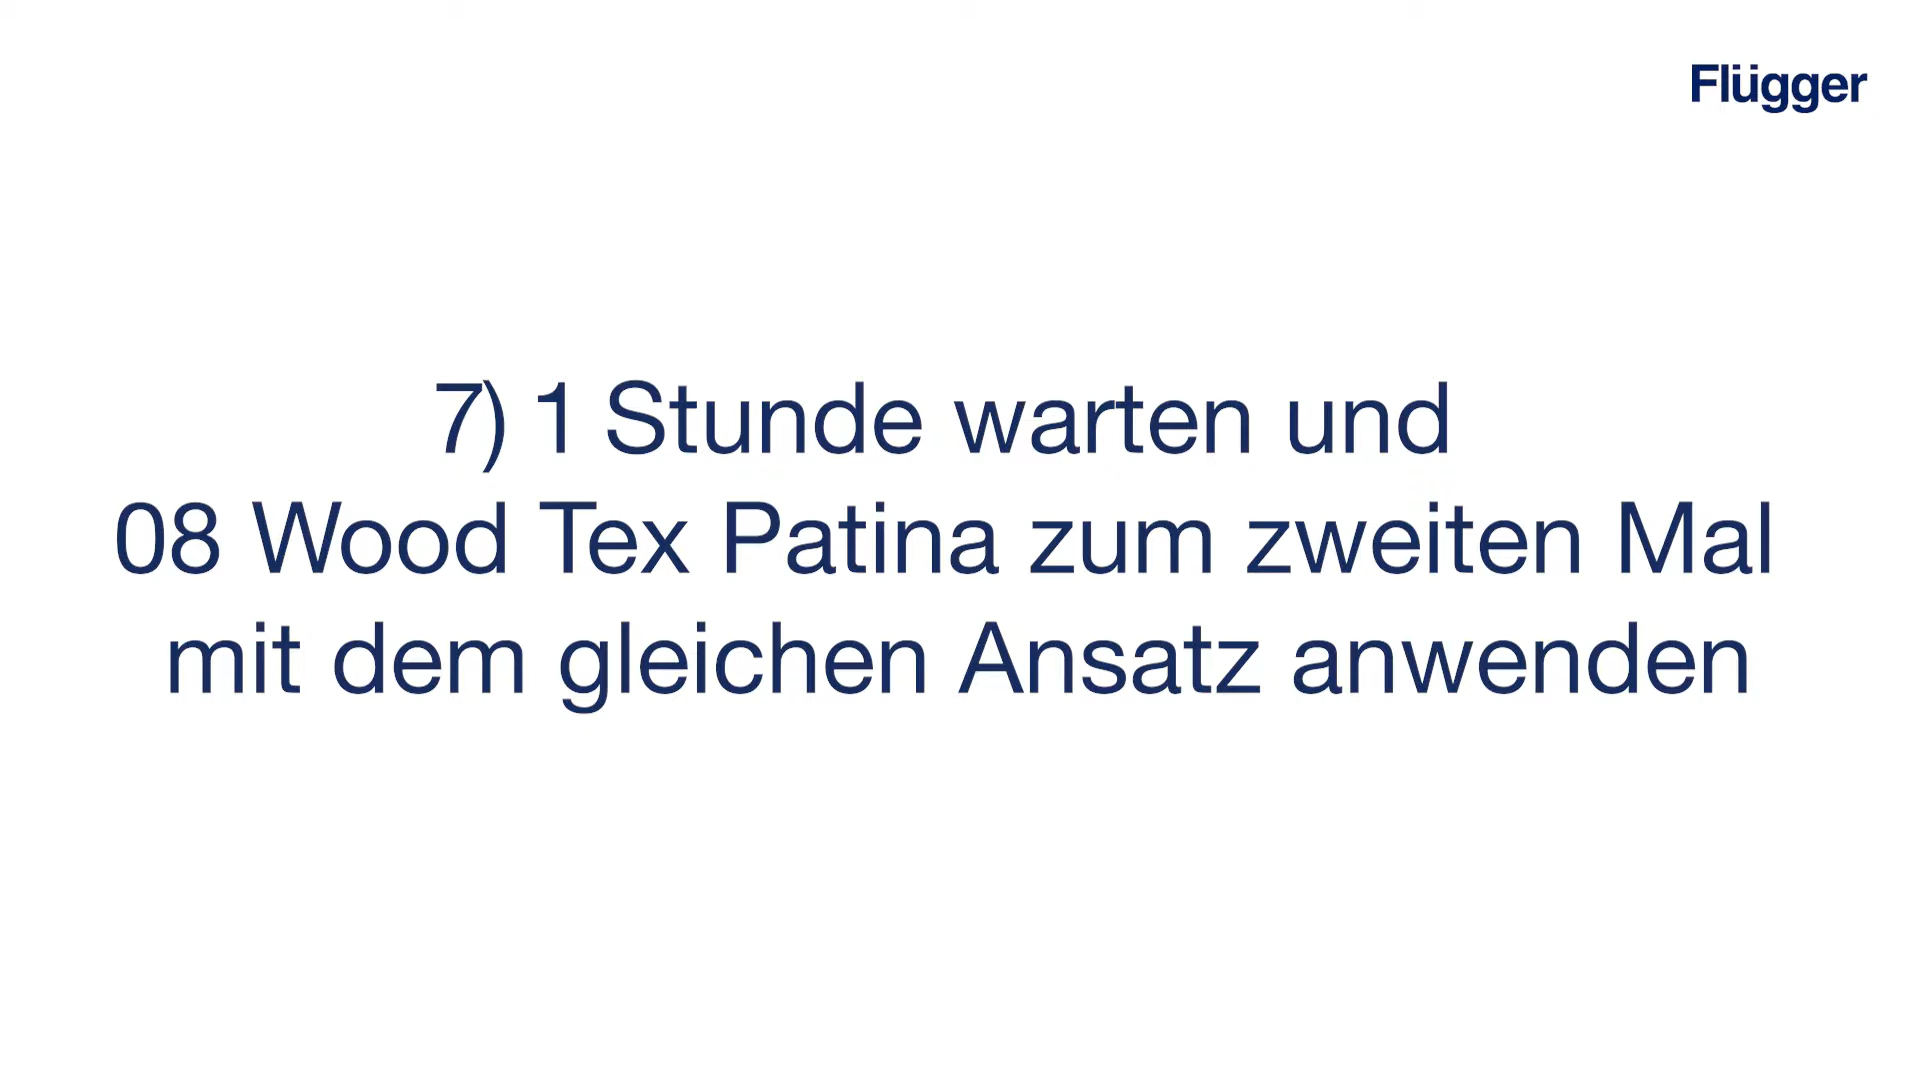 Flügger
7) 1 Stunde warten und
08 Wood Tex Patina zum zweiten Mal
mit dem gleichen Ansatz anwenden